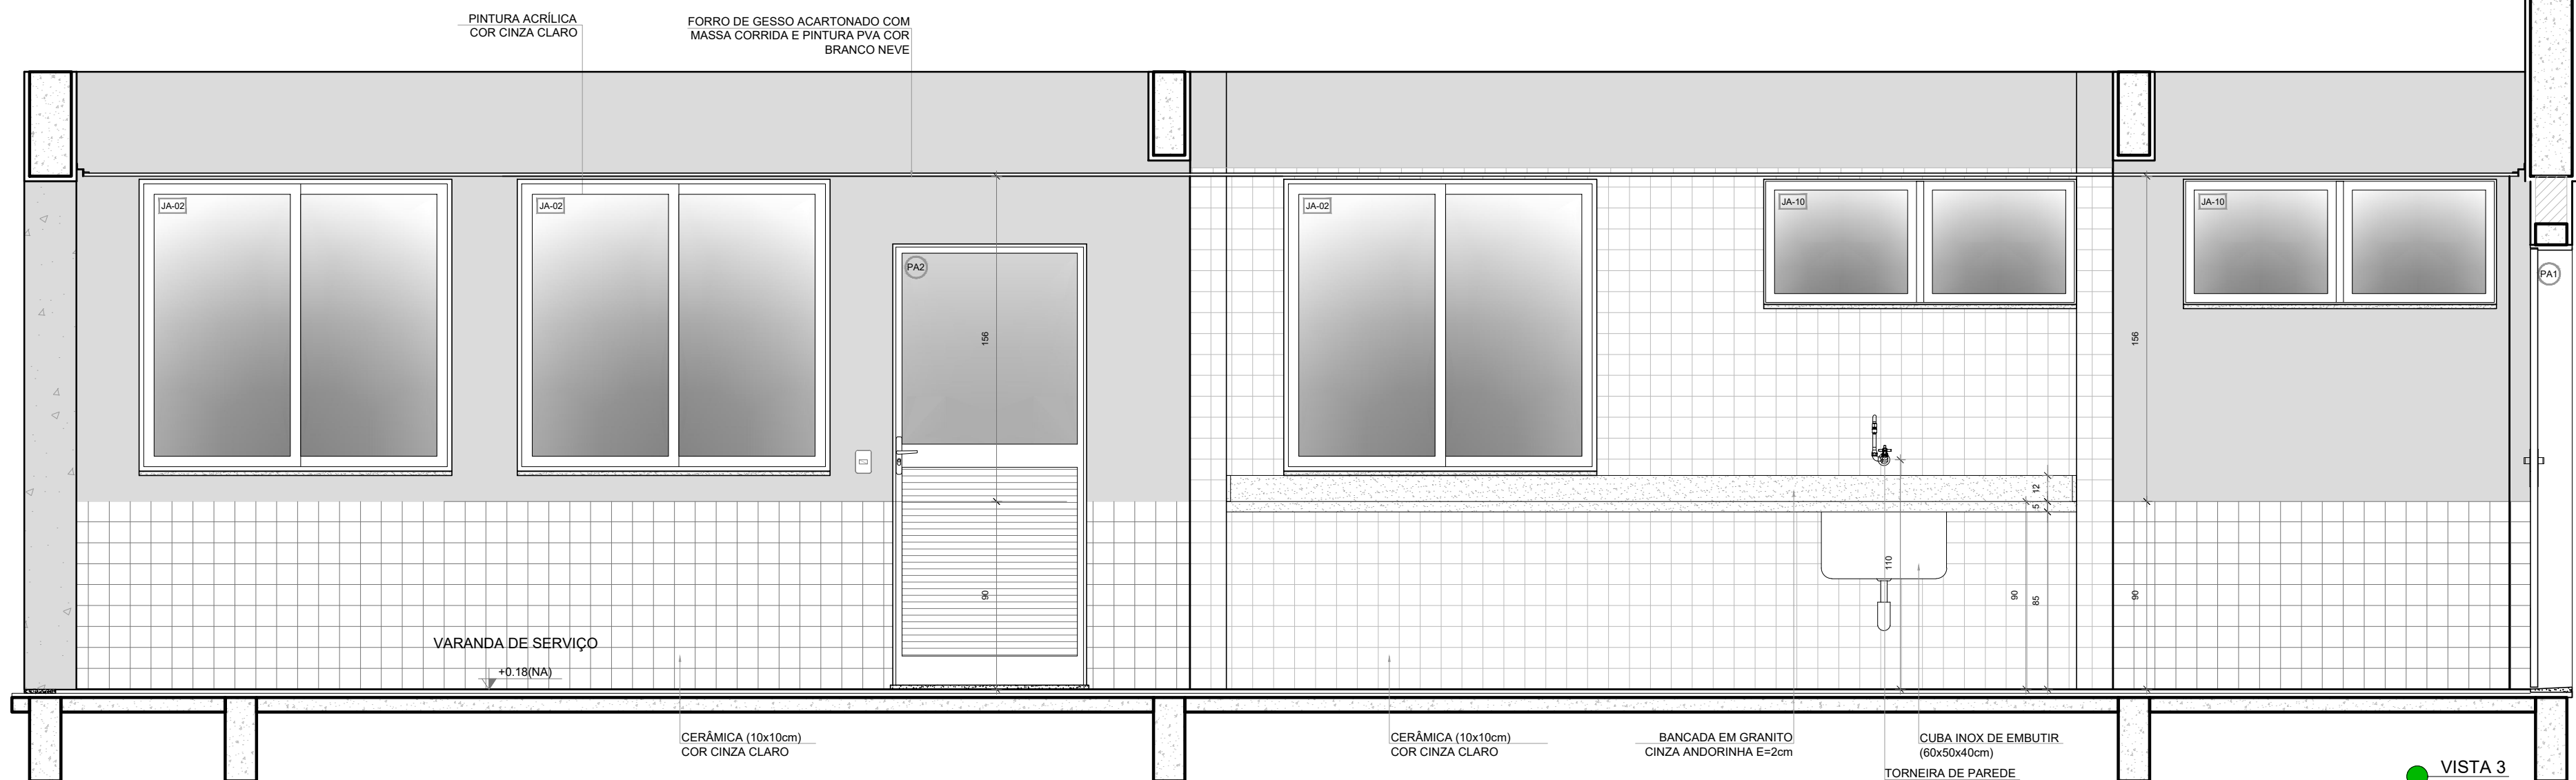 PINTURA ACRÍLICA
COR CINZA CLARO
FORRO DE GESSO ACARTONADO COM
MASSA CORRIDA E PINTURA PVA COR
BRANCO NEVE
JA-02
JA-02
PA2
JA-02
JA-10
JA-10
PA1
156
156
12
5
110
90
90
85
90
VARANDA DE SERVIÇO
+0.18(NA)
CERÂMICA (10x10cm)
COR CINZA CLARO
CERÂMICA (10x10cm)
COR CINZA CLARO
BANCADA EM GRANITO
CINZA ANDORINHA E=2cm
CUBA INOX DE EMBUTIR
(60x50x40cm)
TORNEIRA DE PAREDE
VISTA 3